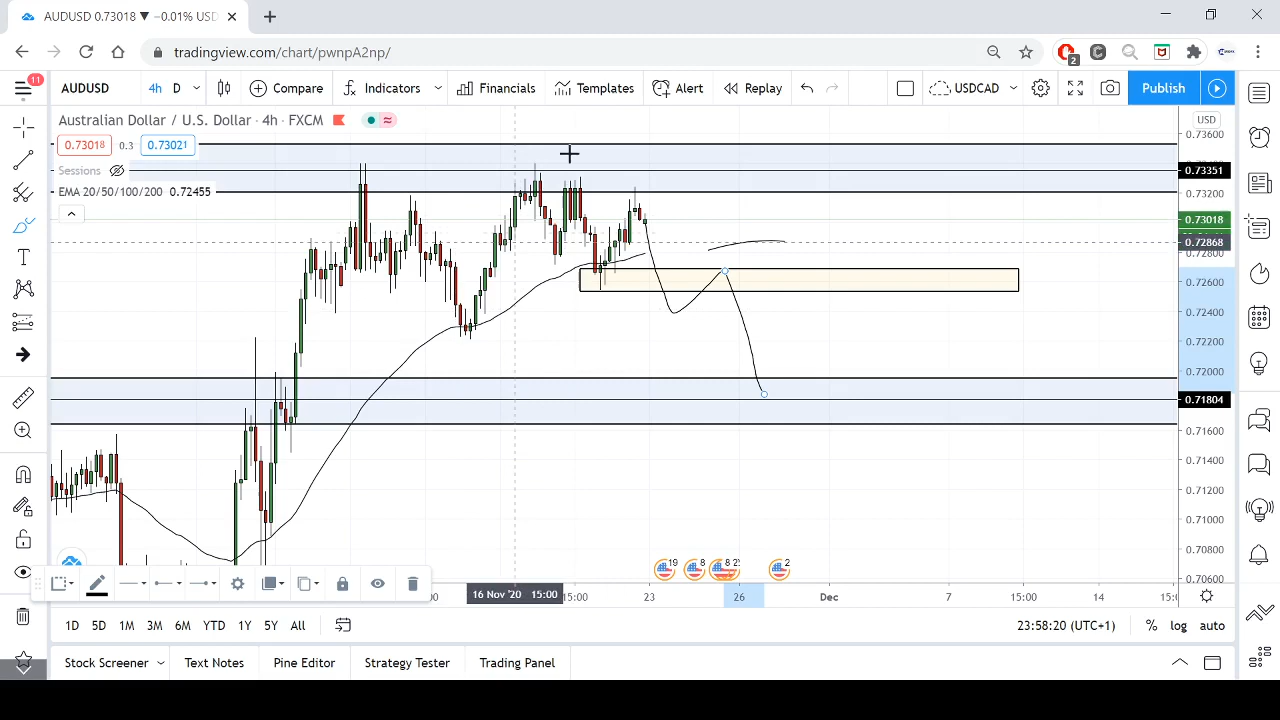 AUDUSD 0.73018 ▼ −0.01% USD
tradingview.com/chart/pwnpA2np/
2
11
AUDUSD 4h D Compare Indicators Financials Templates Alert Replay USDCAD Publish
Australian Dollar / U.S. Dollar · 4h · FXCM
0.73018 0.3 0.73021
Sessions
EMA 20/50/100/200 0.72455
USD
0.73600
0.73351
0.73200
0.73018
0.72868
0.72800
0.72600
0.72400
0.72200
0.72000
0.71804
0.71600
0.71400
0.71200
0.71000
0.70800
0.70600
19 8 8 2
16 Nov '20 15:00 15:00 23 26 Dec 7 15:00 14
1D 5D 1M 3M 6M YTD 1Y 5Y All 23:58:20 (UTC+1) % log auto
Stock Screener Text Notes Pine Editor Strategy Tester Trading Panel